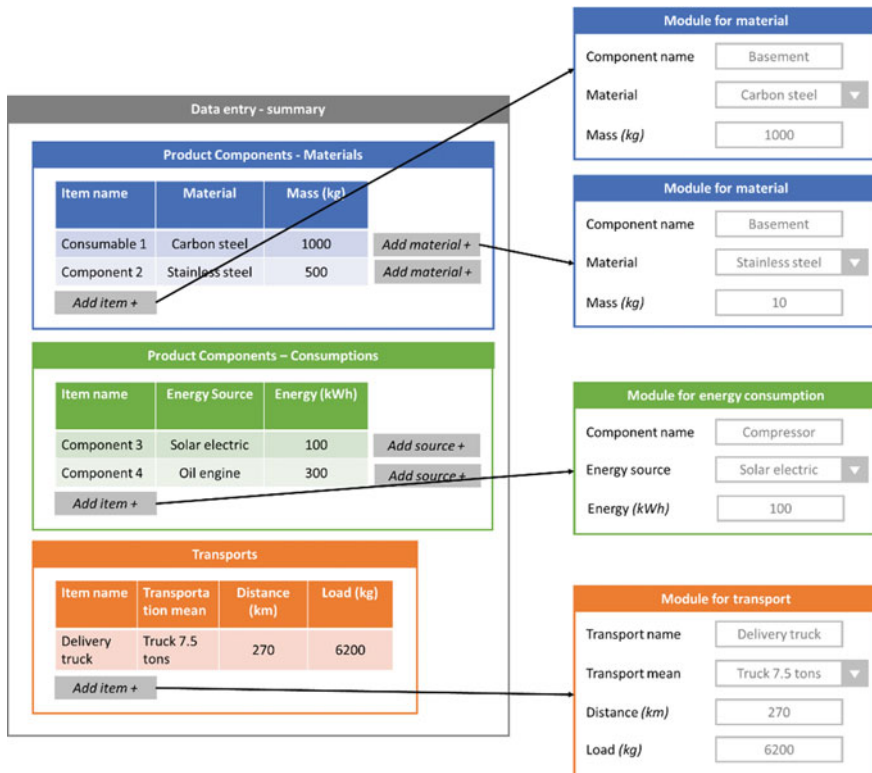 Data entry - summary
Product Components - Materials
Item name Material Mass (kg)
Consumable 1 Carbon steel 1000 Add material +
Component 2 Stainless steel 500 Add material +
Add item +
Product Components – Consumptions
Item name Energy Source Energy (kWh)
Component 3 Solar electric 100 Add source +
Component 4 Oil engine 300 Add source +
Add item +
Transports
Item name Transporta Distance Load (kg)
tion mean (km)
Delivery Truck 7.5 270 6200
truck tons
Add item +
Module for material
Component name Basement
Material Carbon steel
Mass (kg) 1000
Module for material
Component name Basement
Material Stainless steel
Mass (kg) 10
Module for energy consumption
Component name Compressor
Energy source Solar electric
Energy (kWh) 100
Module for transport
Transport name Delivery truck
Transport mean Truck 7.5 tons
Distance (km) 270
Load (kg) 6200